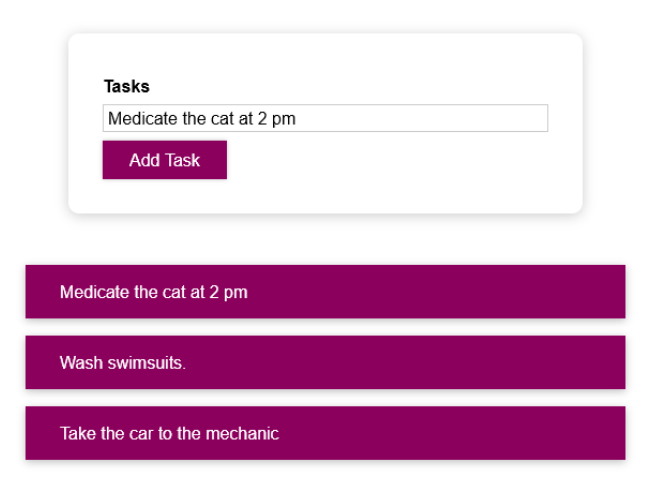 Tasks
Medicate the cat at 2 pm
Add Task
Medicate the cat at 2 pm
Wash swimsuits.
Take the car to the mechanic